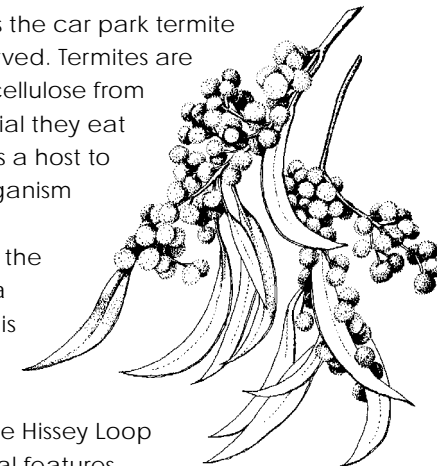 s the car park termite
ved. Termites are
cellulose from
ial they eat
s a host to
ganism
the
a
is
e Hissey Loop
al features